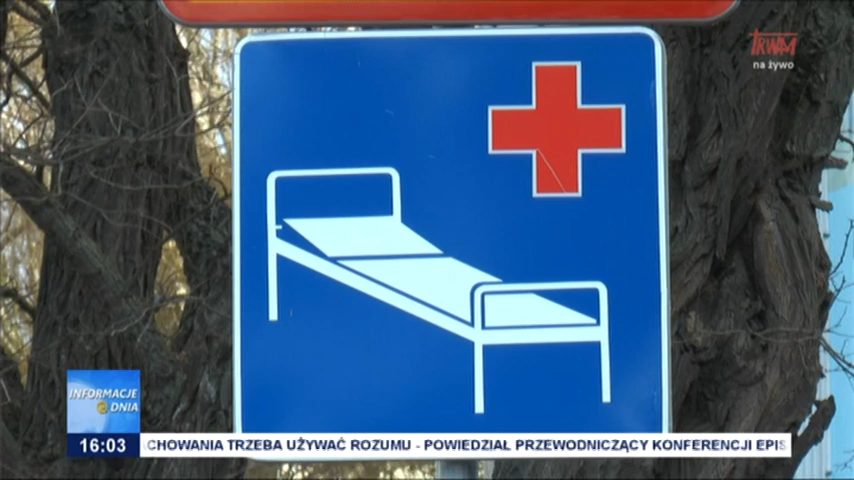 TRWAM
na żywo
INFORMACJE
DNIA
16:03
CHOWANIA TRZEBA UŻYWAĆ ROZUMU - POWIEDZIAŁ PRZEWODNICZĄCY KONFERENCJI EPIS